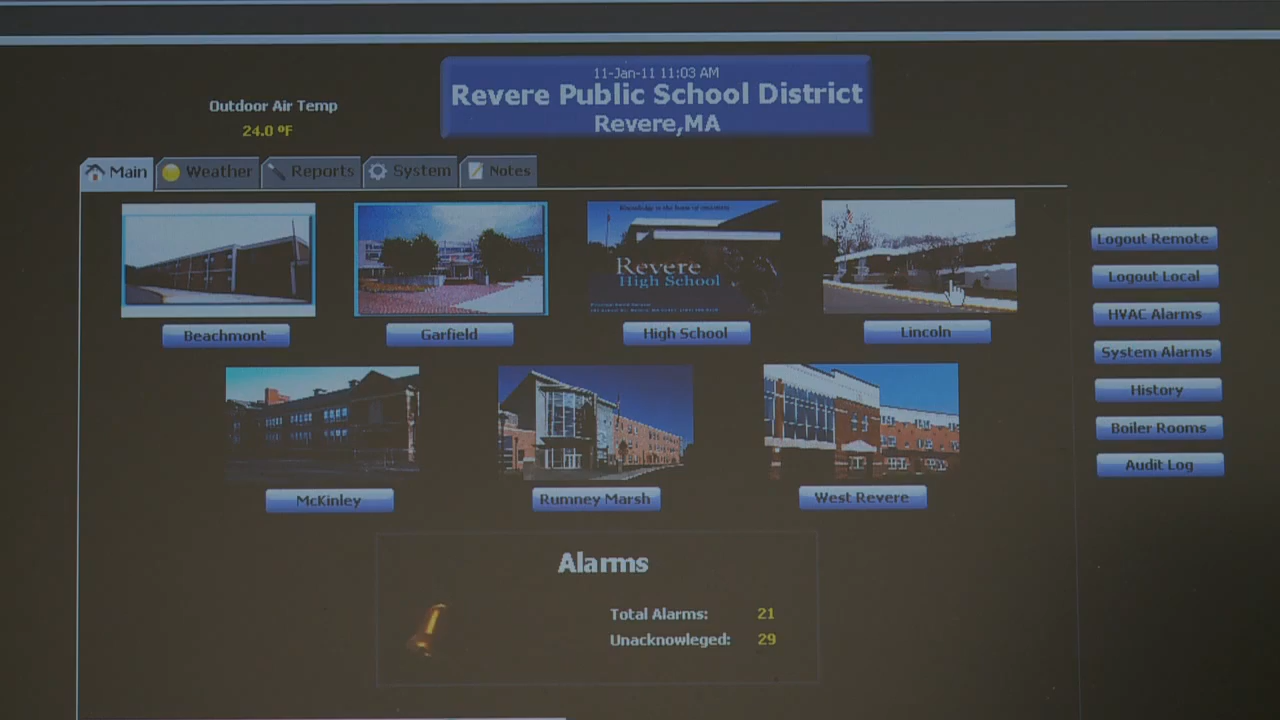 11-Jan-11 11:03 AM
Revere Public School District
Revere,MA
Outdoor Air Temp
24.0 ºF
Main Weather Reports System Notes
Revere
High School
Beachmont Garfield High School Lincoln
McKinley Rumney Marsh West Revere
Logout Remote
Logout Local
HVAC Alarms
System Alarms
History
Boiler Rooms
Audit Log
Alarms
Total Alarms: 21
Unacknowleged: 29